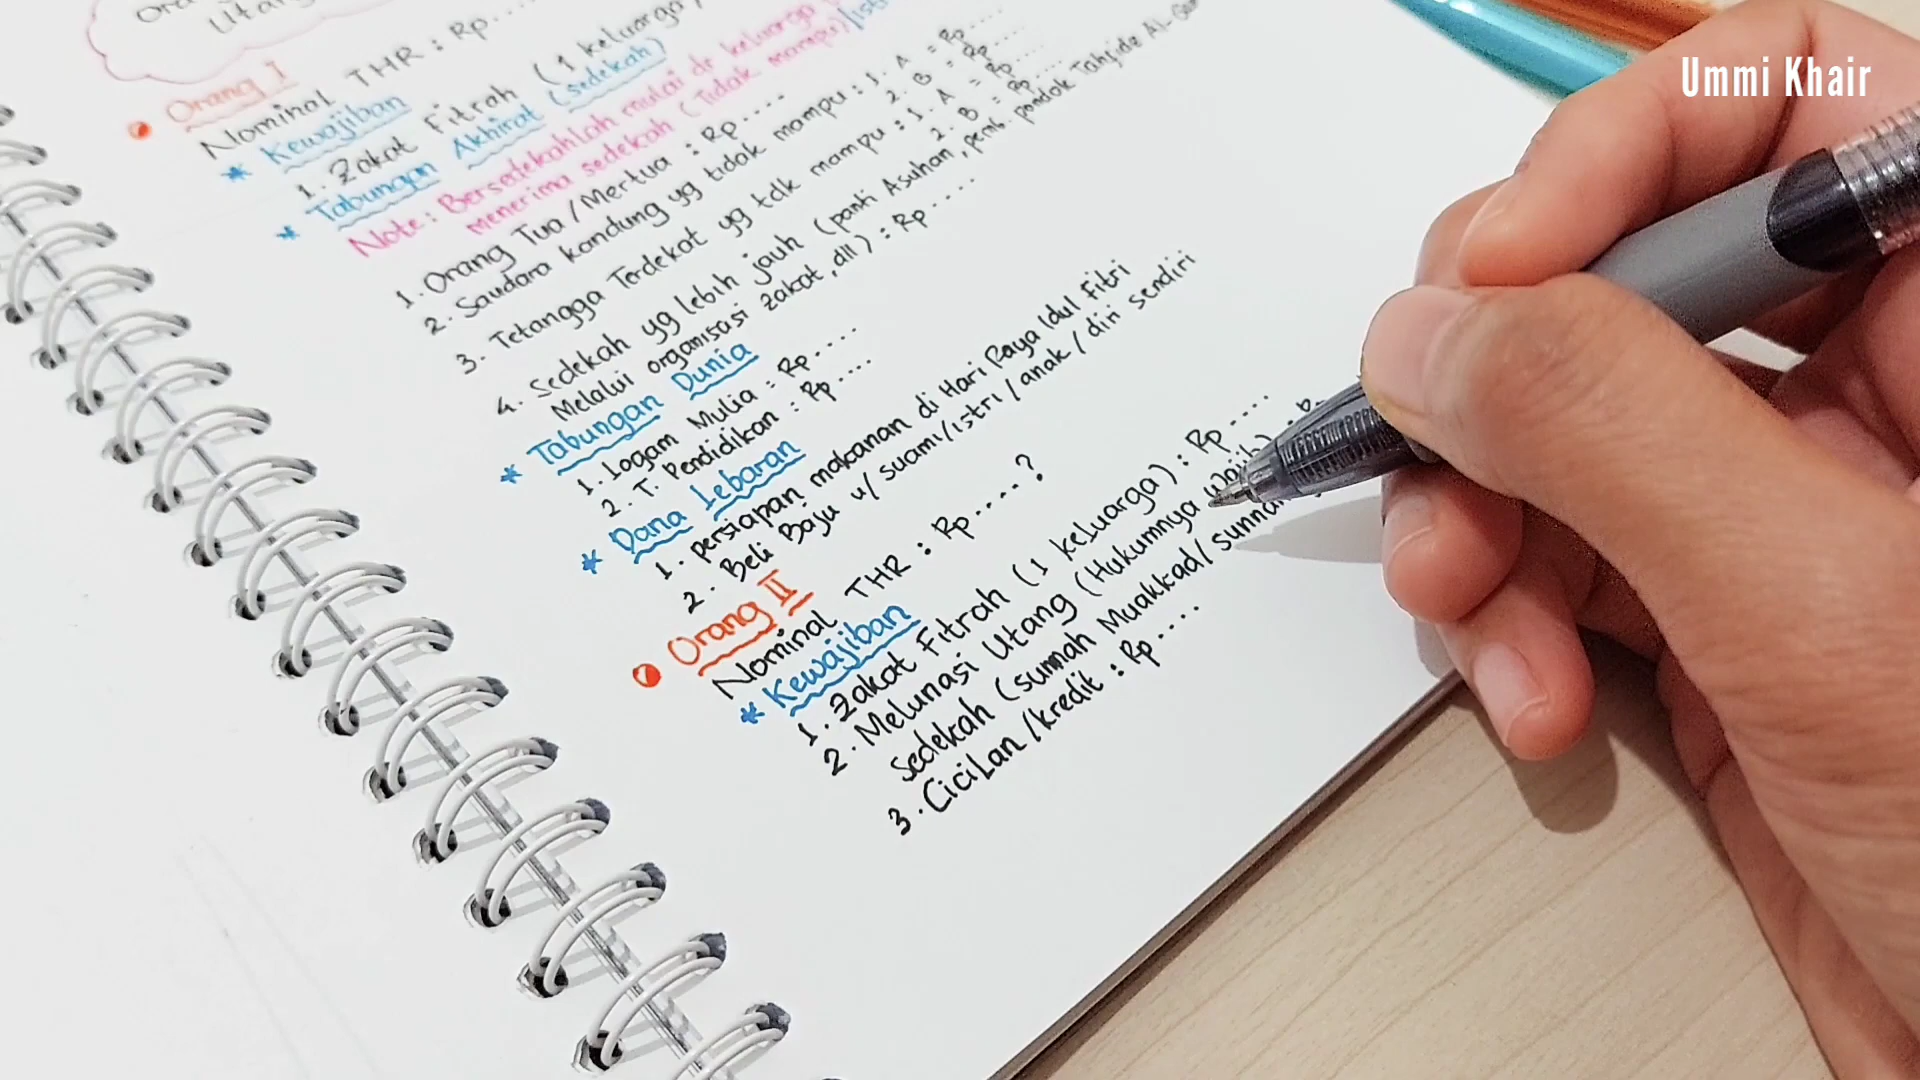 Utang
Orang I
Nominal THR : Rp....
* Kewajiban
1. Zakat Fitrah (1 keluarga)
* Tabungan Akhirat (sedekah)
Note: Bersedekahlah mulai dr keluarga
menerima sedekah (tidak mampu)
1. Orang Tua / Mertua : Rp....
2. Saudara kandung yg tidak mampu : 1. A = Rp....
2. B = Rp....
3. Tetangga Terdekat yg tdk mampu : 1. A = Rp....
2. B = Rp....
4. Sedekah yg lebih jauh (panti Asuhan, pemb. pondok Tahfidz Al-
Melalui organisasi zakat, dll) : Rp....
* Tabungan Dunia
1. Logam Mulia : Rp....
2. T. Pendidikan : Rp....
* Dana Lebaran
1. persiapan makanan di Hari Raya Idul Fitri
2. Beli Baju u/ suami/istri/anak/diri sendiri
Orang II
Nominal THR : Rp....?
* Kewajiban
1. Zakat Fitrah (1 keluarga) : Rp....
2. Melunasi Utang (Hukumnya wajib)
Sedekah (sunnah Muakkad/sunnah
3. Cicilan/kredit : Rp....
Ummi Khair